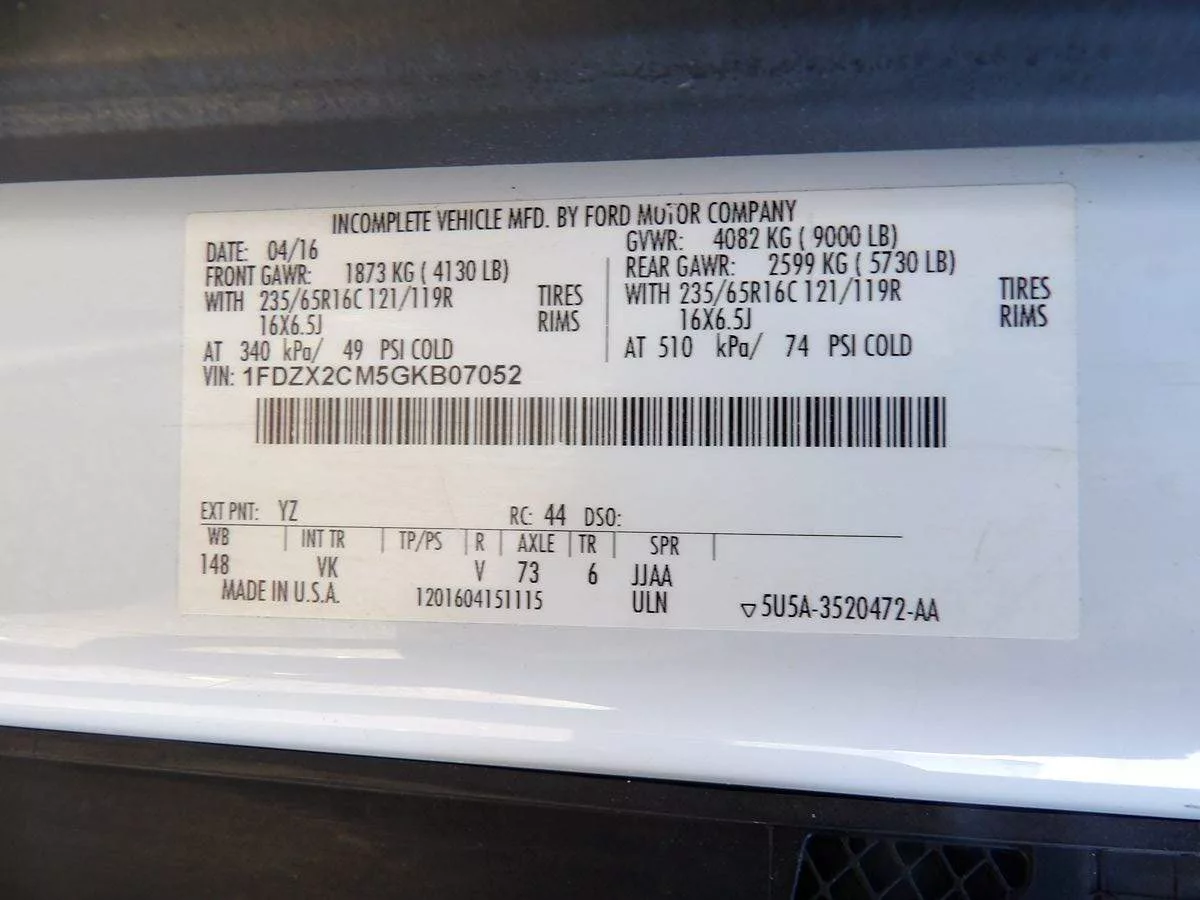 INCOMPLETE VEHICLE MFD. BY FORD MOTOR COMPANY
DATE: 04/16 GVWR: 4082 KG ( 9000 LB)
FRONT GAWR: 1873 KG ( 4130 LB) REAR GAWR: 2599 KG ( 5730 LB)
WITH 235/65R16C 121/119R TIRES WITH 235/65R16C 121/119R TIRES
16X6.5J RIMS 16X6.5J RIMS
AT 340 kPa/ 49 PSI COLD AT 510 kPa/ 74 PSI COLD
VIN: 1FDZX2CM5GKB07052
EXT PNT: YZ RC: 44 DSO:
WB INT TR TP/PS R AXLE TR SPR
148 VK V 73 6 JJAA
MADE IN U.S.A. 1201604151115 ULN ▽5U5A-3520472-AA